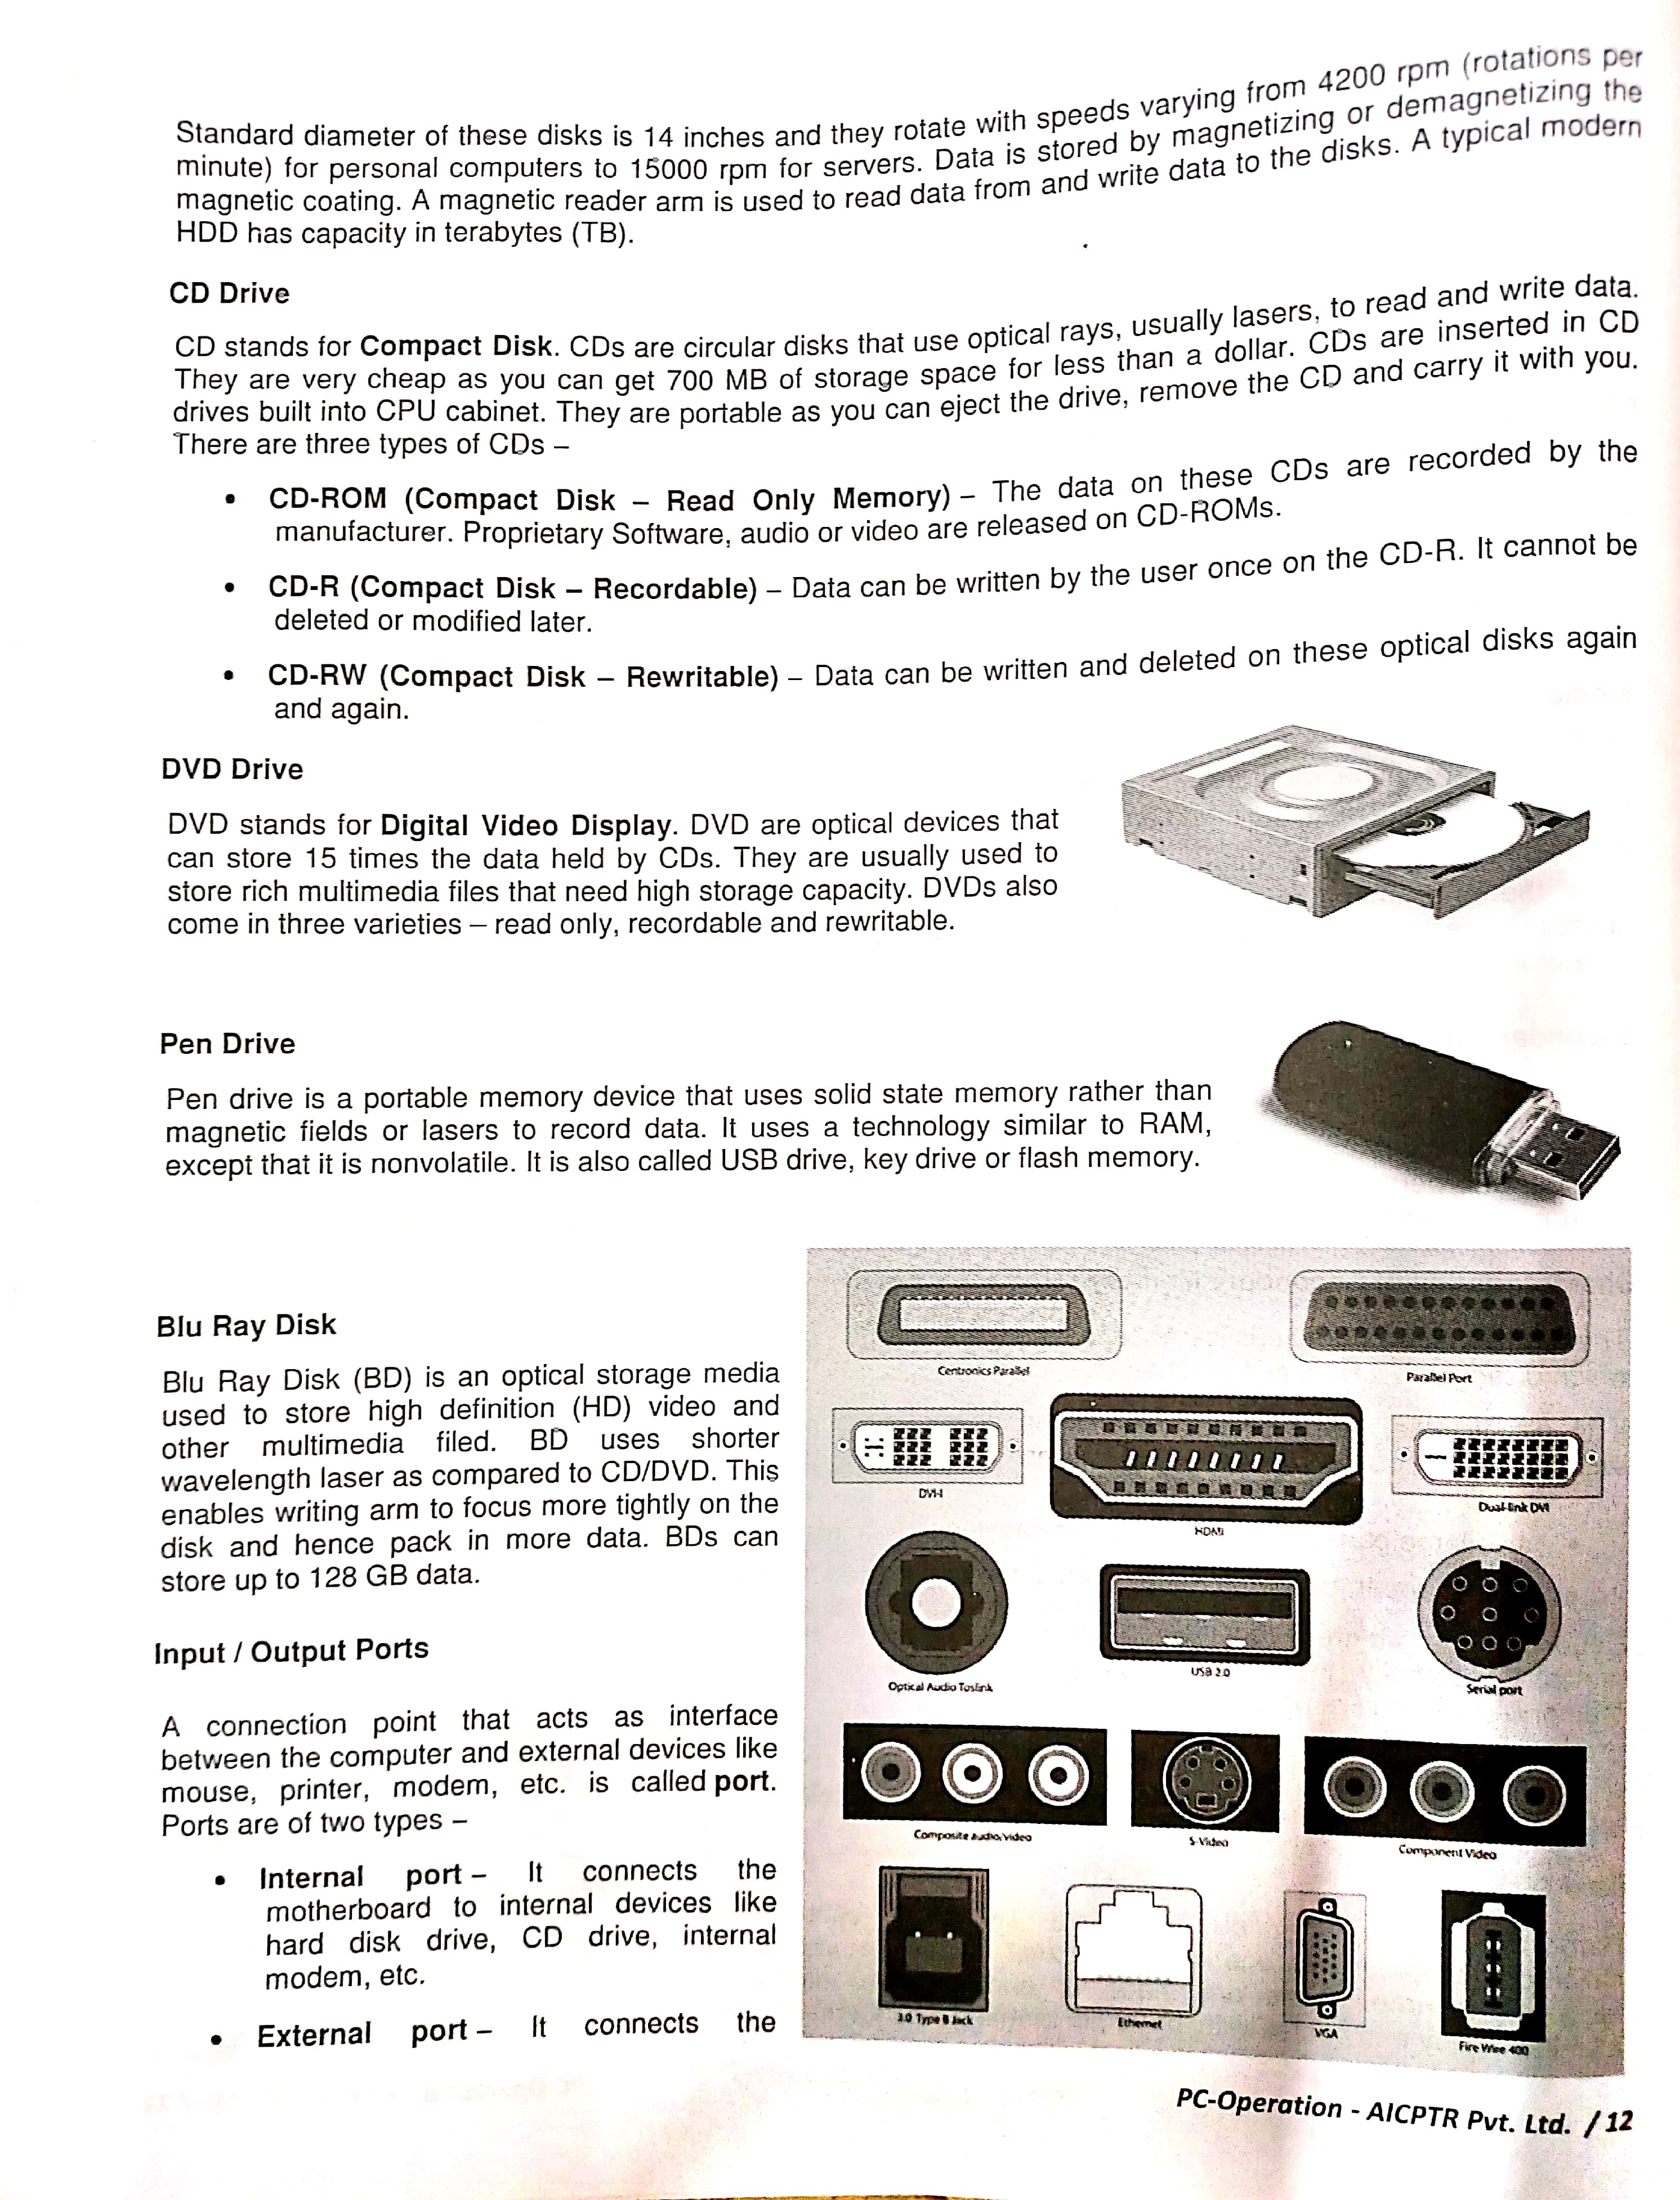 Standard diameter of these disks is 14 inches and they rotate with speeds varying from 4200 rpm (rotations per
minute) for personal computers to 15000 rpm for servers. Data is stored by magnetizing or demagnetizing the
magnetic coating. A magnetic reader arm is used to read data from and write data to the disks. A typical modern
HDD has capacity in terabytes (TB).
CD Drive
CD stands for Compact Disk. CDs are circular disks that use optical rays, usually lasers, to read and write data.
They are very cheap as you can get 700 MB of storage space for less than a dollar. CDs are inserted in CD
drives built into CPU cabinet. They are portable as you can eject the drive, remove the CD and carry it with you.
There are three types of CDs –
• CD-ROM (Compact Disk – Read Only Memory) – The data on these CDs are recorded by the
manufacturer. Proprietary Software, audio or video are released on CD-ROMs.
• CD-R (Compact Disk – Recordable) – Data can be written by the user once on the CD-R. It cannot be
deleted or modified later.
• CD-RW (Compact Disk – Rewritable) – Data can be written and deleted on these optical disks again
and again.
DVD Drive
DVD stands for Digital Video Display. DVD are optical devices that
can store 15 times the data held by CDs. They are usually used to
store rich multimedia files that need high storage capacity. DVDs also
come in three varieties – read only, recordable and rewritable.
Pen Drive
Pen drive is a portable memory device that uses solid state memory rather than
magnetic fields or lasers to record data. It uses a technology similar to RAM,
except that it is nonvolatile. It is also called USB drive, key drive or flash memory.
Blu Ray Disk
Blu Ray Disk (BD) is an optical storage media
used to store high definition (HD) video and
other multimedia filed. BD uses shorter
wavelength laser as compared to CD/DVD. This
enables writing arm to focus more tightly on the
disk and hence pack in more data. BDs can
store up to 128 GB data.
Input / Output Ports
A connection point that acts as interface
between the computer and external devices like
mouse, printer, modem, etc. is called port.
Ports are of two types –
• Internal port – It connects the
motherboard to internal devices like
hard disk drive, CD drive, internal
modem, etc.
• External port – It connects the
Centronics Parallel
Parallel Port
DVI-I
HDMI
Dual-link DVI
Optical Audio Toslink
USB 2.0
Serial port
Composite audio/video
S-Video
Component Video
3.0 Type B Jack
Ethernet
VGA
Fire Wire 400
PC-Operation - AICPTR Pvt. Ltd. / 12